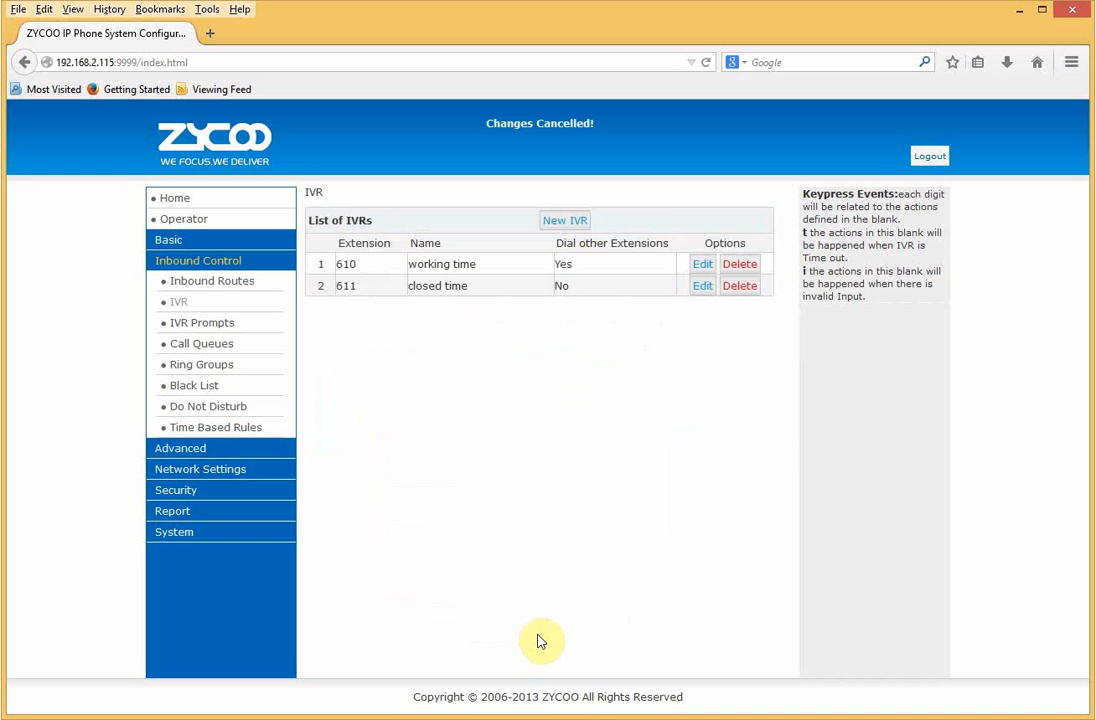 File Edit View History Bookmarks Tools Help
ZYCOO IP Phone System Configur...
192.168.2.115:9999/index.html
Google
Most Visited Getting Started Viewing Feed
ZYCOO
WE FOCUS.WE DELIVER
Changes Cancelled!
Logout
Home
Operator
Basic
Inbound Control
Inbound Routes
IVR
IVR Prompts
Call Queues
Ring Groups
Black List
Do Not Disturb
Time Based Rules
Advanced
Network Settings
Security
Report
System
IVR
List of IVRs New IVR
Extension Name Dial other Extensions Options
1 610 working time Yes Edit Delete
2 611 closed time No Edit Delete
Keypress Events:each digit
will be related to the actions
defined in the blank.
t the actions in this blank will
be happened when IVR is
Time out.
i the actions in this blank will
be happened when there is
invalid Input.
Copyright © 2006-2013 ZYCOO All Rights Reserved